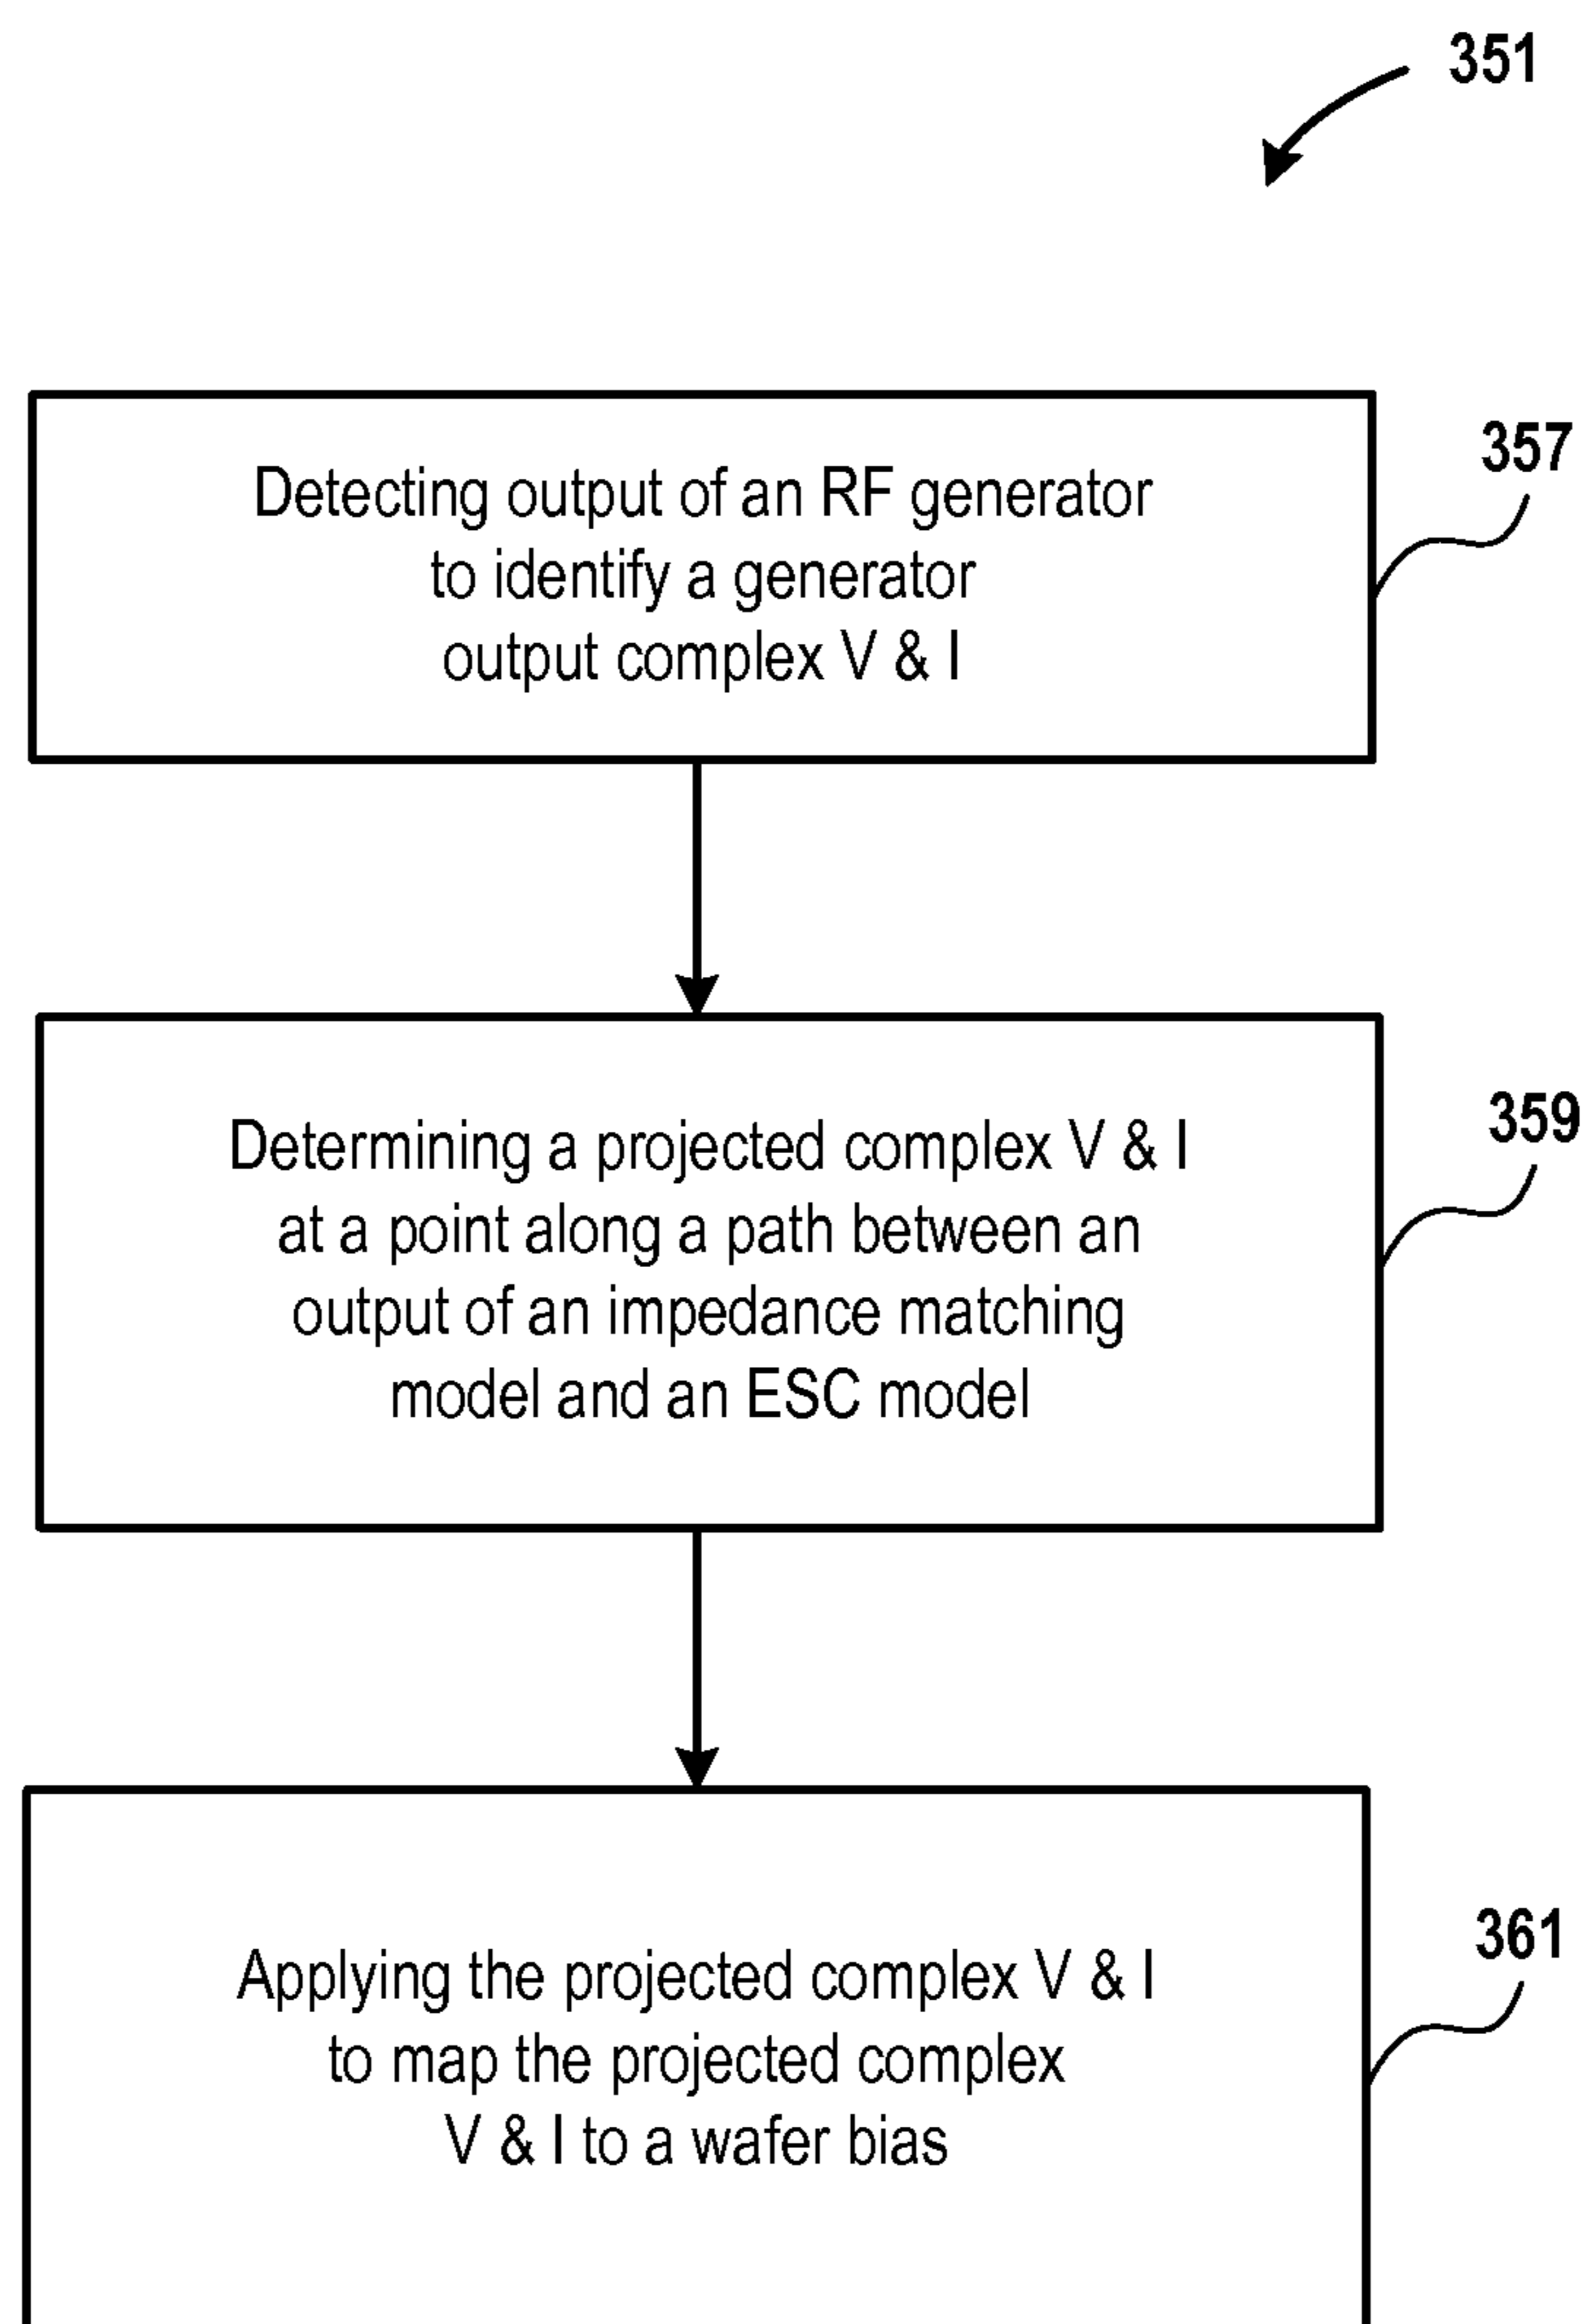 351
Detecting output of an RF generator
to identify a generator
output complex V & I
357
Determining a projected complex V & I
at a point along a path between an
output of an impedance matching
model and an ESC model
359
Applying the projected complex V & I
to map the projected complex
V & I to a wafer bias
361